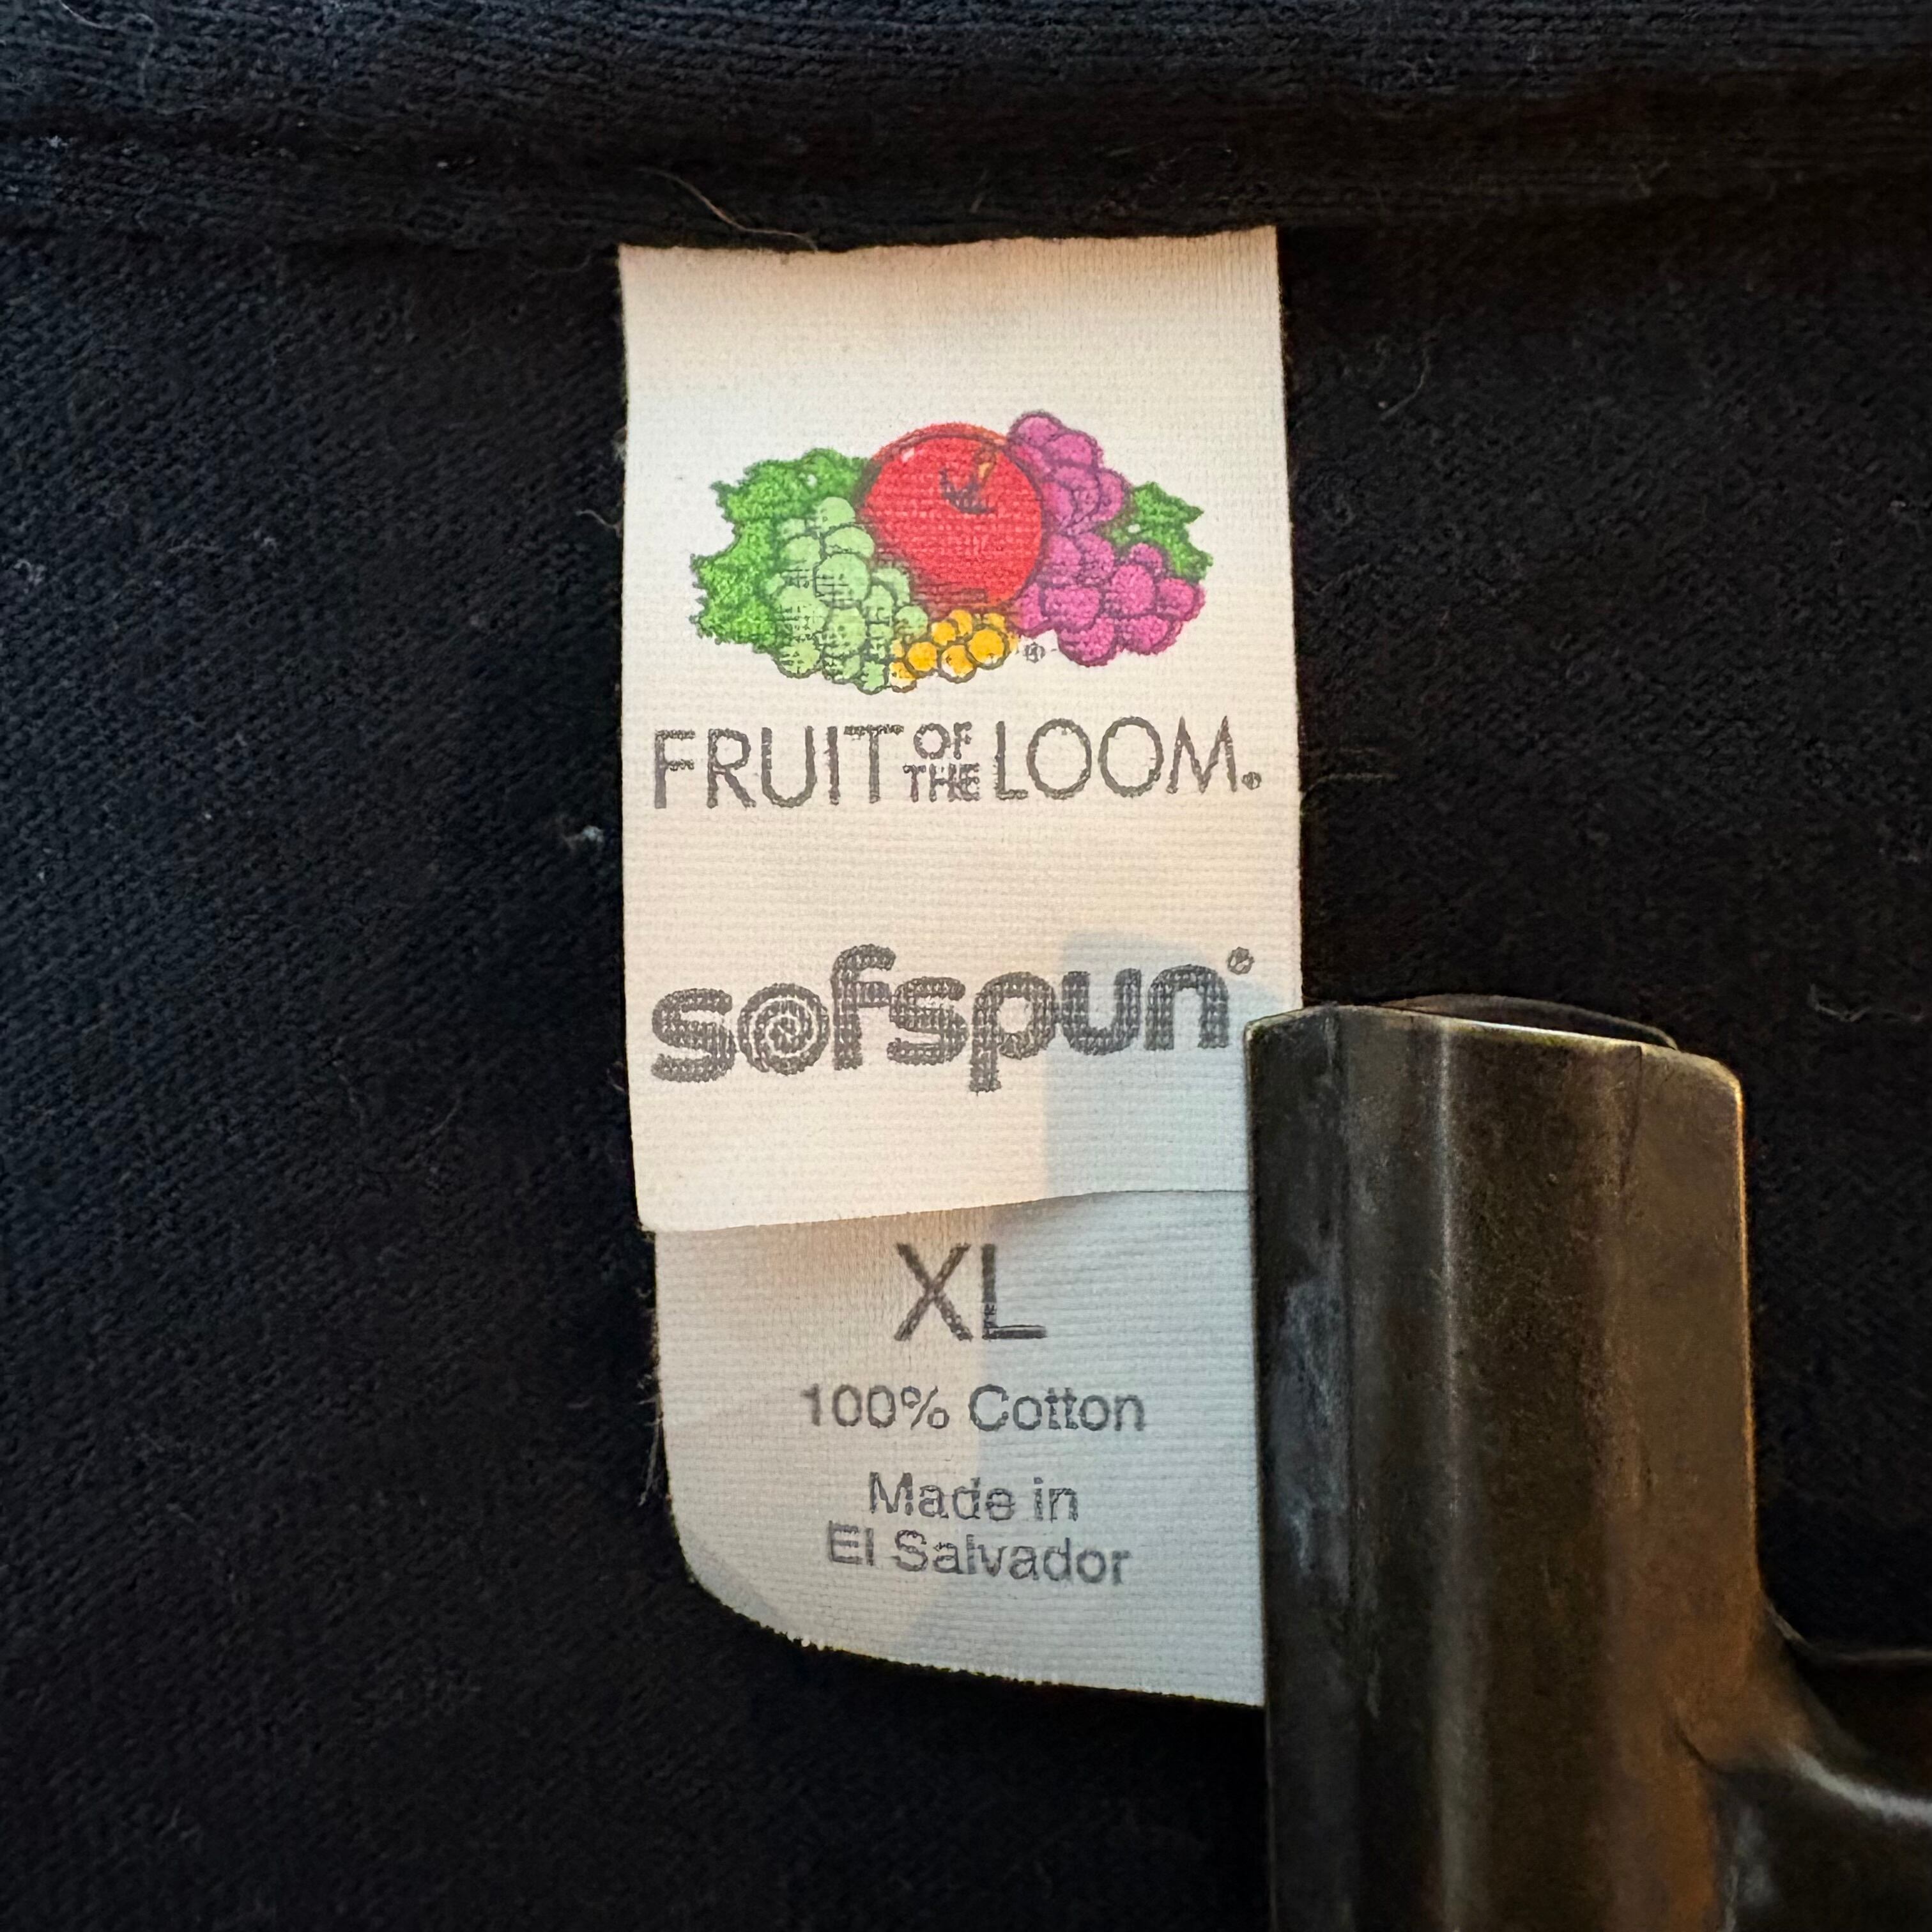 ®
FRUIT OF THE LOOM®
sofspun®
XL
100% Cotton
Made in
El Salvador